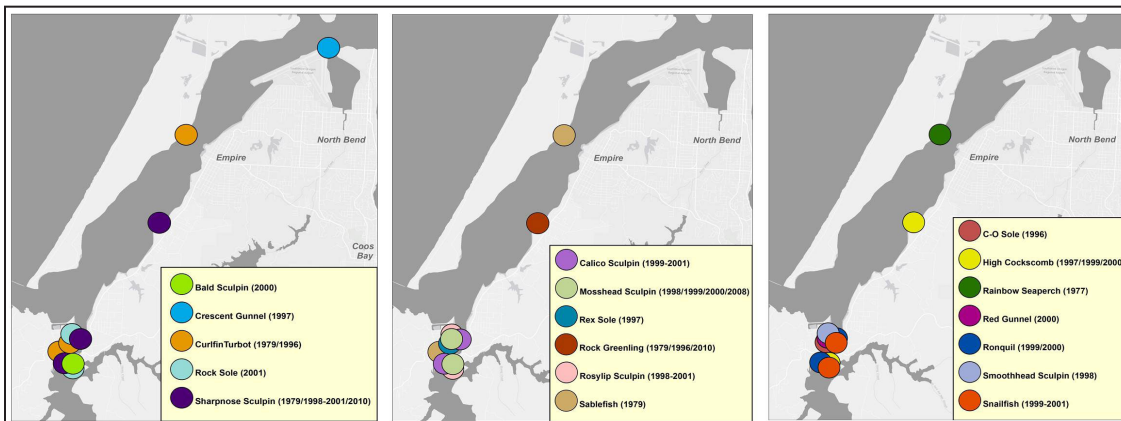 North Bend
Empire
Coos
Bay
Bald Sculpin (2000)
Crescent Gunnel (1997)
CurlfinTurbot (1979/1996)
Rock Sole (2001)
Sharpnose Sculpin (1979/1998-2001/2010)
North Bend
Empire
Calico Sculpin (1999-2001)
Mosshead Sculpin (1998/1999/2000/2008)
Rex Sole (1997)
Rock Greenling (1979/1996/2010)
Rosylip Sculpin (1998-2001)
Sablefish (1979)
North Bend
Empire
C-O Sole (1996)
High Cockscomb (1997/1999/2000)
Rainbow Seaperch (1977)
Red Gunnel (2000)
Ronquil (1999/2000)
Smoothhead Sculpin (1998)
Snailfish (1999-2001)